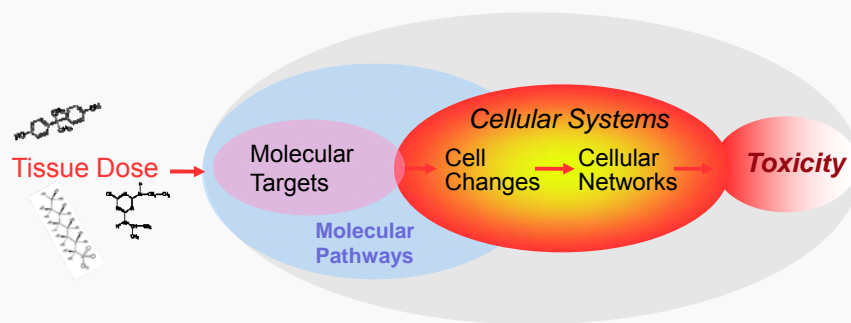 Cellular Systems
Tissue Dose
Molecular
Targets
Cell
Changes
Cellular
Networks
Toxicity
Molecular
Pathways